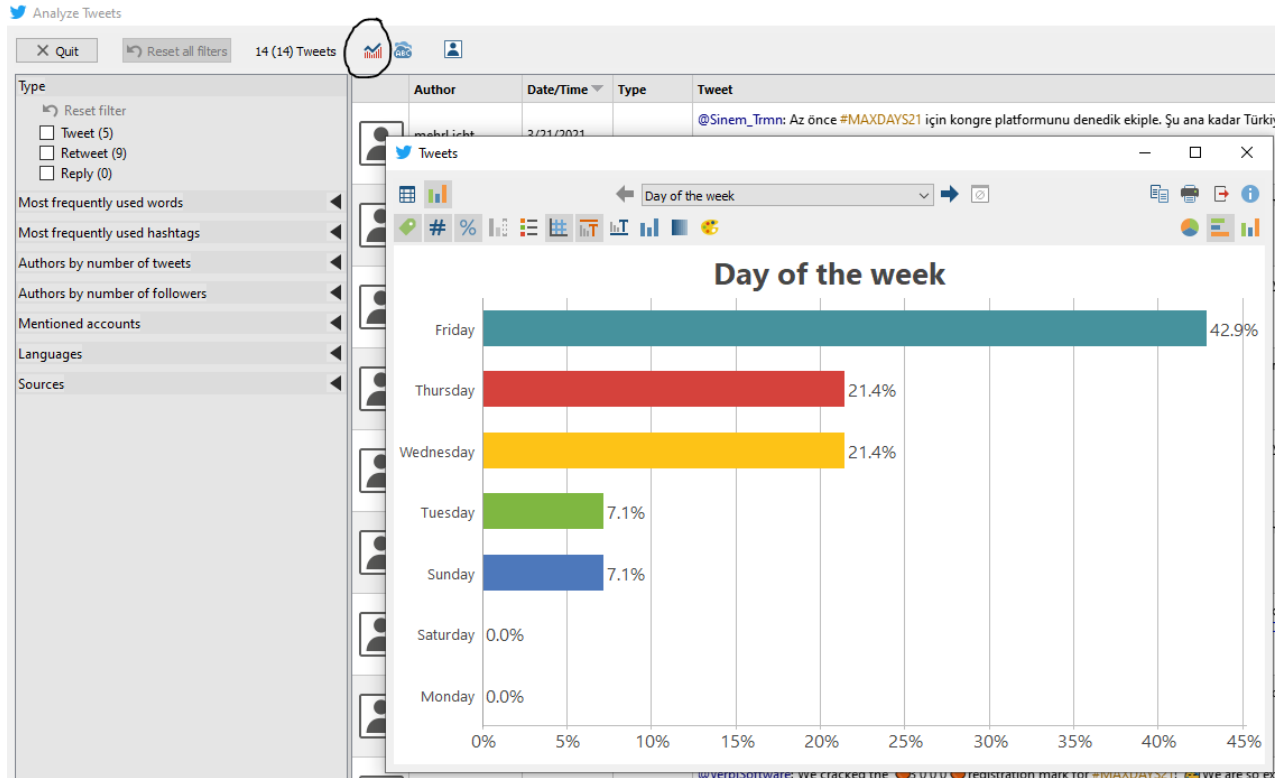 Analyze Tweets
Quit
Reset all filters
14 (14) Tweets
ABC
Type
Reset filter
Tweet (5)
Retweet (9)
Reply (0)
Most frequently used words
Most frequently used hashtags
Authors by number of tweets
Authors by number of followers
Mentioned accounts
Languages
Sources
Author Date/Time Type Tweet
@Sinem_Trmn: Az önce #MAXDAYS21 için kongre platformunu denedik ekiple. Şu ana kadar Türkiy
mehrLicht 3/21/2021
Tweets
Day of the week
# %
Day of the week
Friday 42.9%
Thursday 21.4%
Wednesday 21.4%
Tuesday 7.1%
Sunday 7.1%
Saturday 0.0%
Monday 0.0%
0% 5% 10% 15% 20% 25% 30% 35% 40% 45%
@VerbiSoftware: We cracked the registration mark for #MAXDAYS21! We are so ex